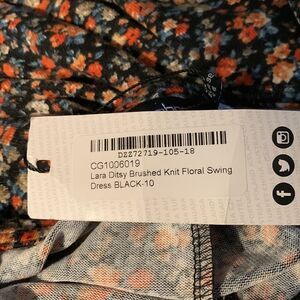 DZZ72719-105-18
CG1006019
Lara Ditsy Brushed Knit Floral Swing
Dress BLACK-10